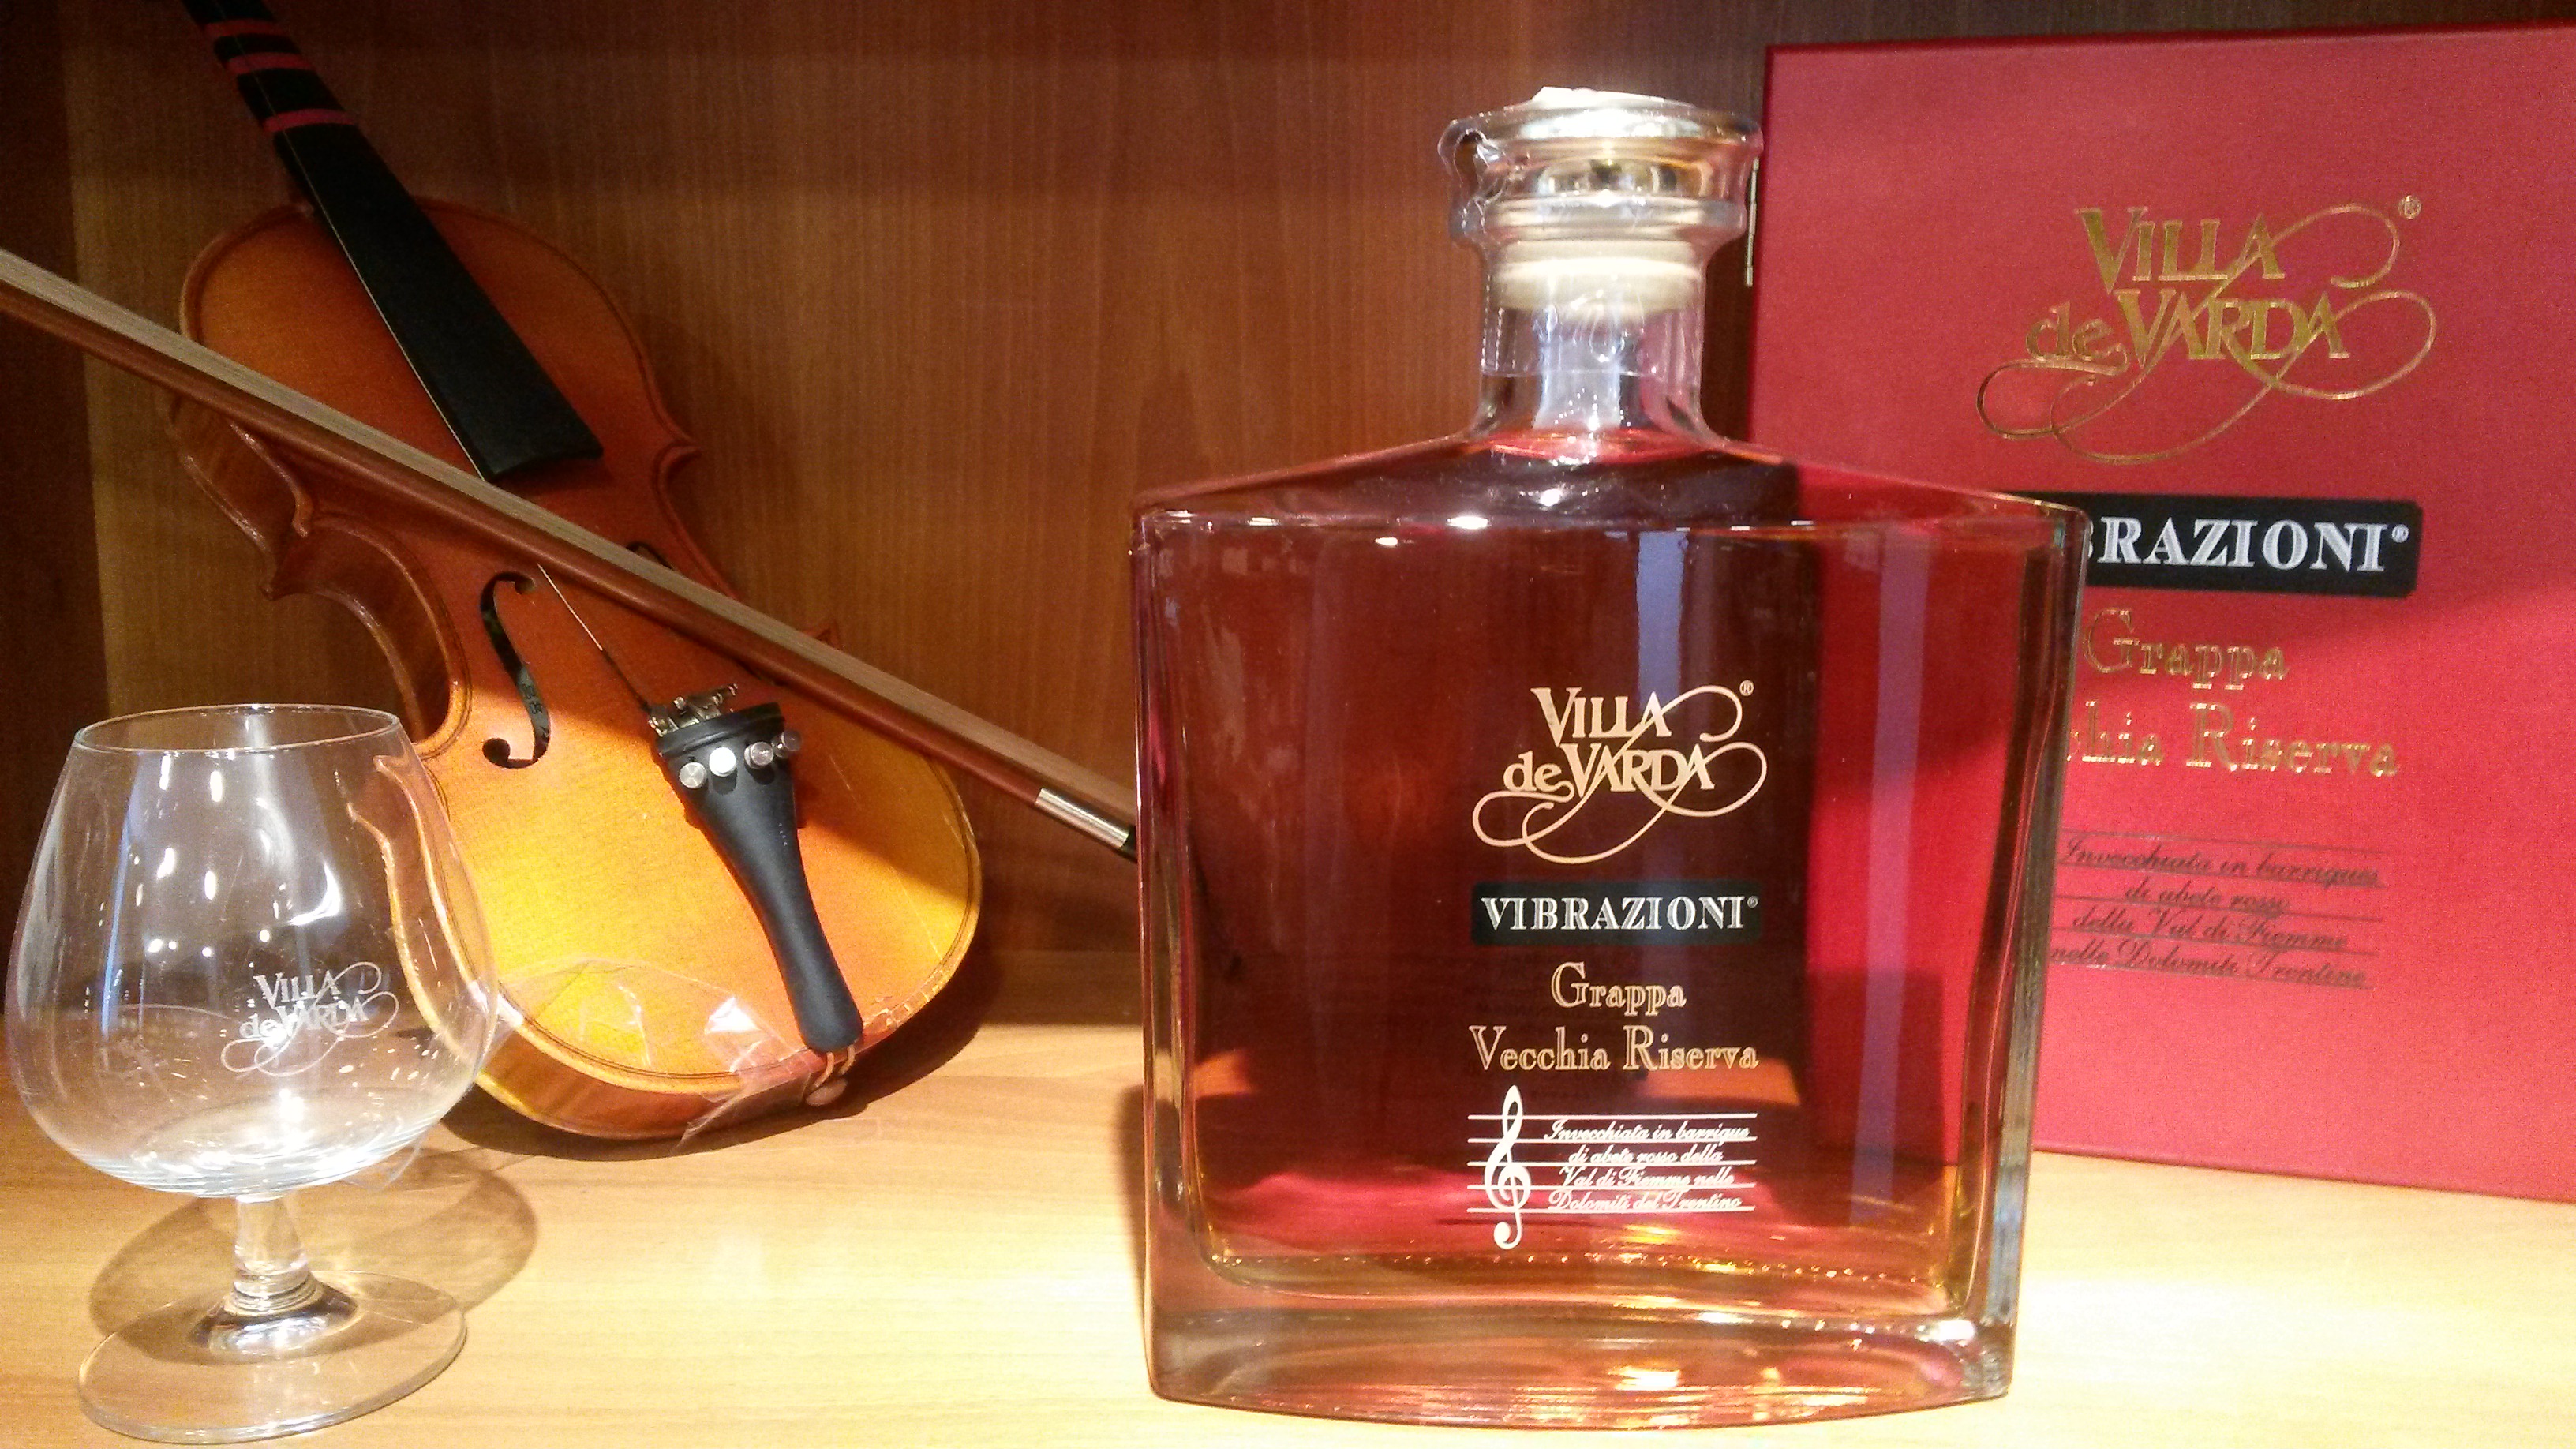 VILLA
de VARDA
VILLA ®
de VARDA
VIBRAZIONI®
Grappa
Vecchia Riserva
Invecchiata in barrique
di abete rosso della
Val di Fiemme nelle
Dolomiti del Trentino
VILLA ®
de VARDA
BRAZIONI®
Grappa
chia Riserva
Invecchiata in barriques
di abete rosso
della Val di Fiemme
nelle Dolomiti Trentine